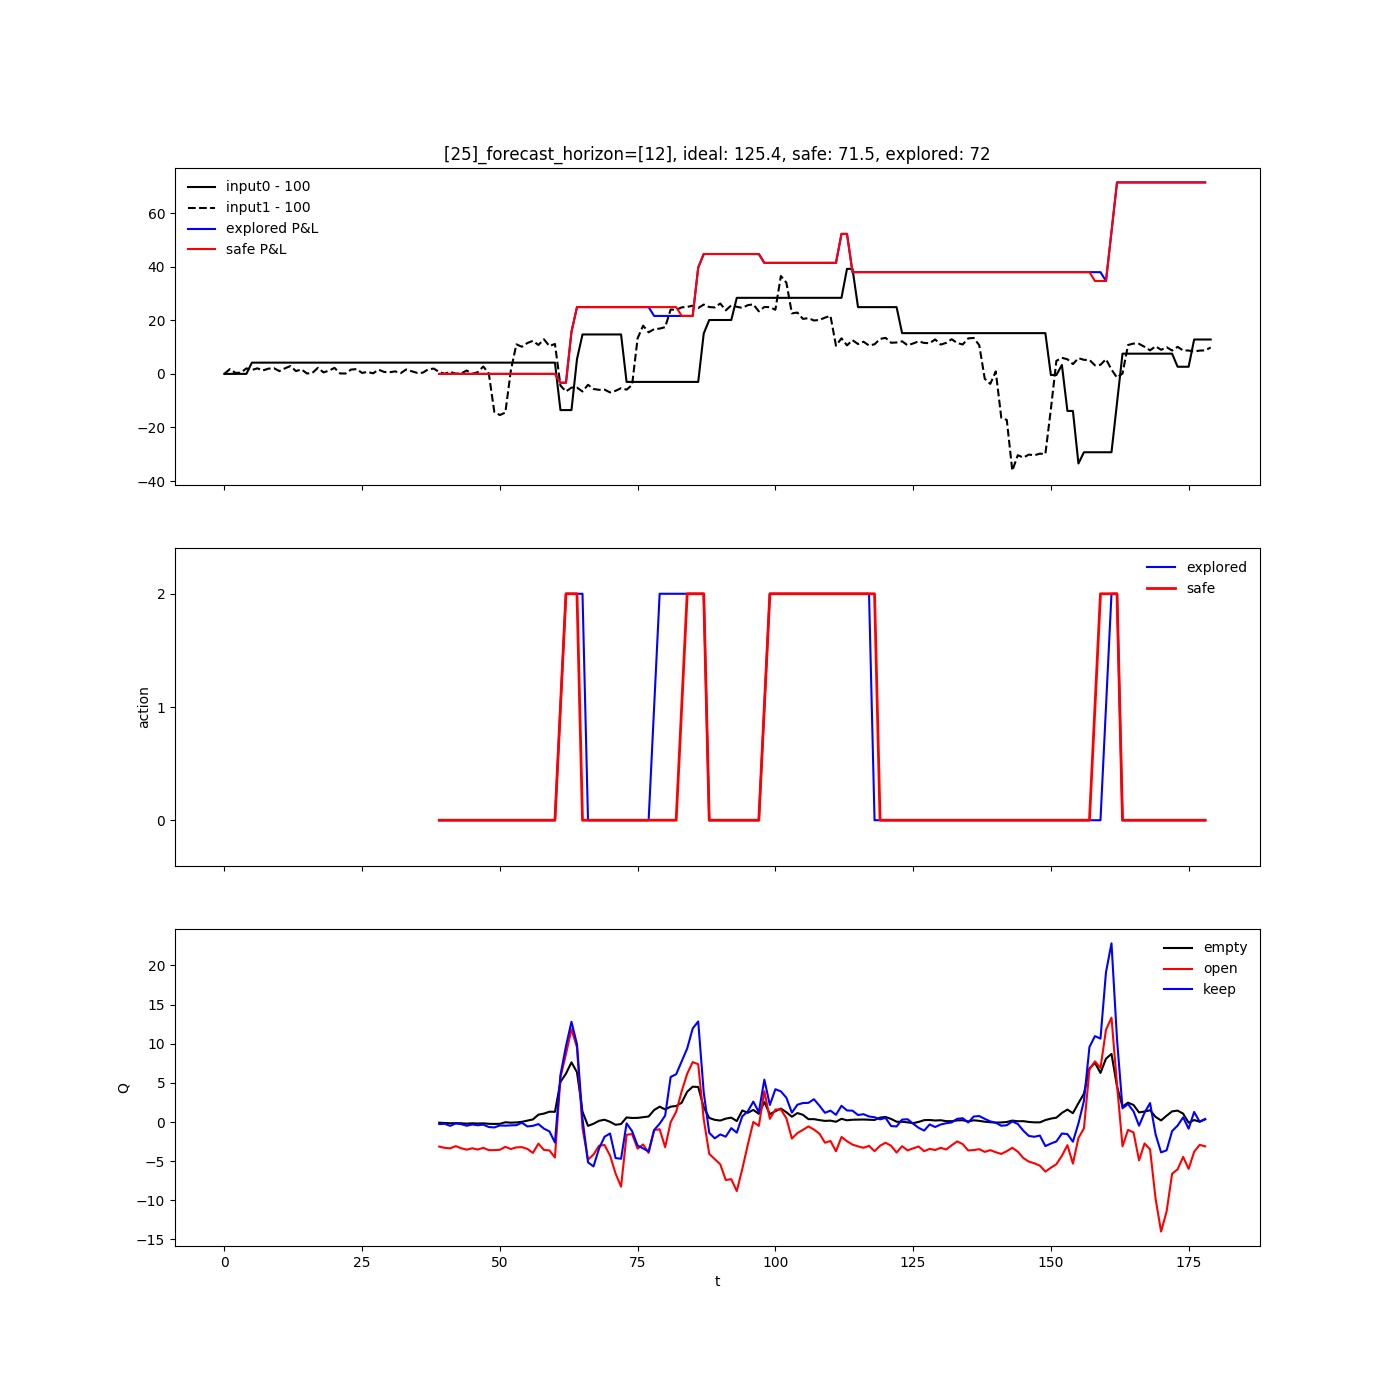 [25]_forecast_horizon=[12], ideal: 125.4, safe: 71.5, explored: 72
input0 - 100
input1 - 100
explored P&L
safe P&L
60
40
20
0
−20
−40
explored
safe
2
1
0
action
empty
open
keep
20
15
10
5
0
−5
−10
−15
Q
0 25 50 75 100 125 150 175
t